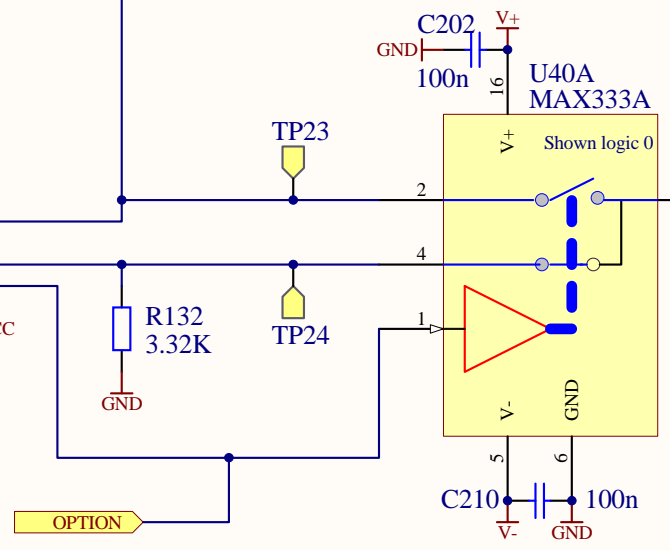 C202
V+
GND
100n
16
U40A
MAX333A
V+
Shown logic 0
TP23
2
4
1
R132
3.32K
TP24
GND
CC
V-
GND
5
6
C210
100n
V-
GND
OPTION